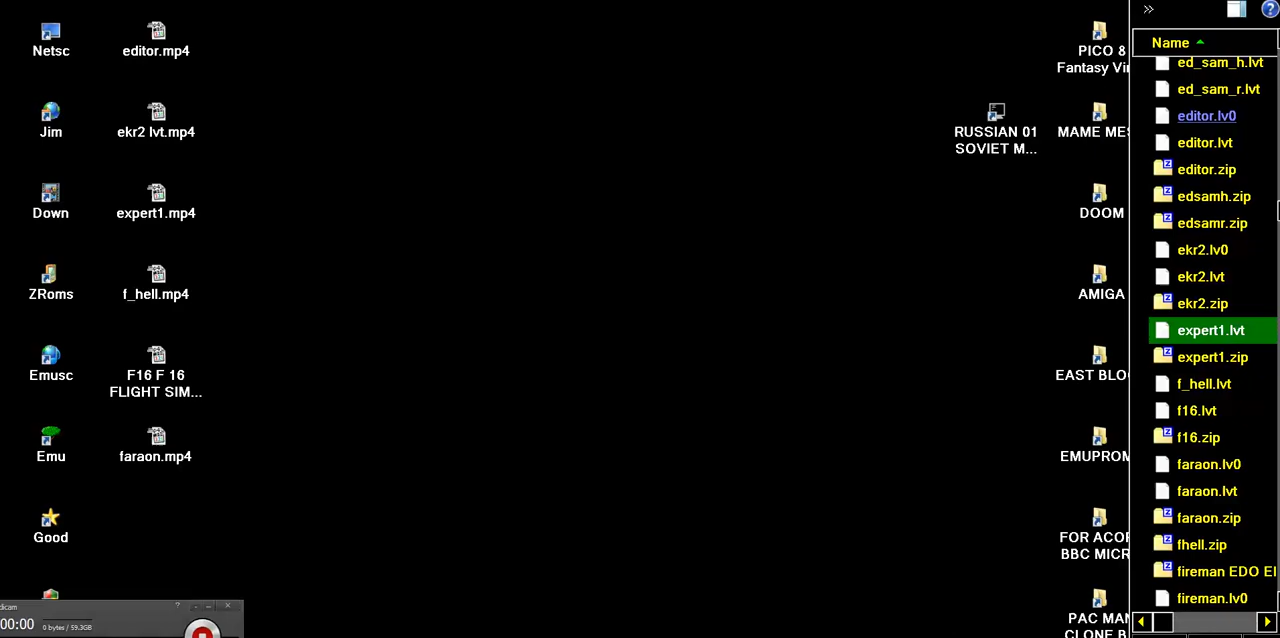 Netsc
editor.mp4
Jim
ekr2 lvt.mp4
Down
expert1.mp4
ZRoms
f_hell.mp4
Emusc
F16 F 16
FLIGHT SIM...
Emu
faraon.mp4
Good
RUSSIAN 01
SOVIET M...
PICO 8
Fantasy Vi
MAME MES
DOOM
AMIGA
EAST BLO
EMUPROM
FOR ACOR
BBC MICR
PAC MAN
CLONE B
Name
ed_sam_h.lvt
ed_sam_r.lvt
editor.lv0
editor.lvt
editor.zip
edsamh.zip
edsamr.zip
ekr2.lv0
ekr2.lvt
ekr2.zip
expert1.lvt
expert1.zip
f_hell.lvt
f16.lvt
f16.zip
faraon.lv0
faraon.lvt
faraon.zip
fhell.zip
fireman EDO El
fireman.lv0
dicam
00:00
0 bytes / 59.3GB